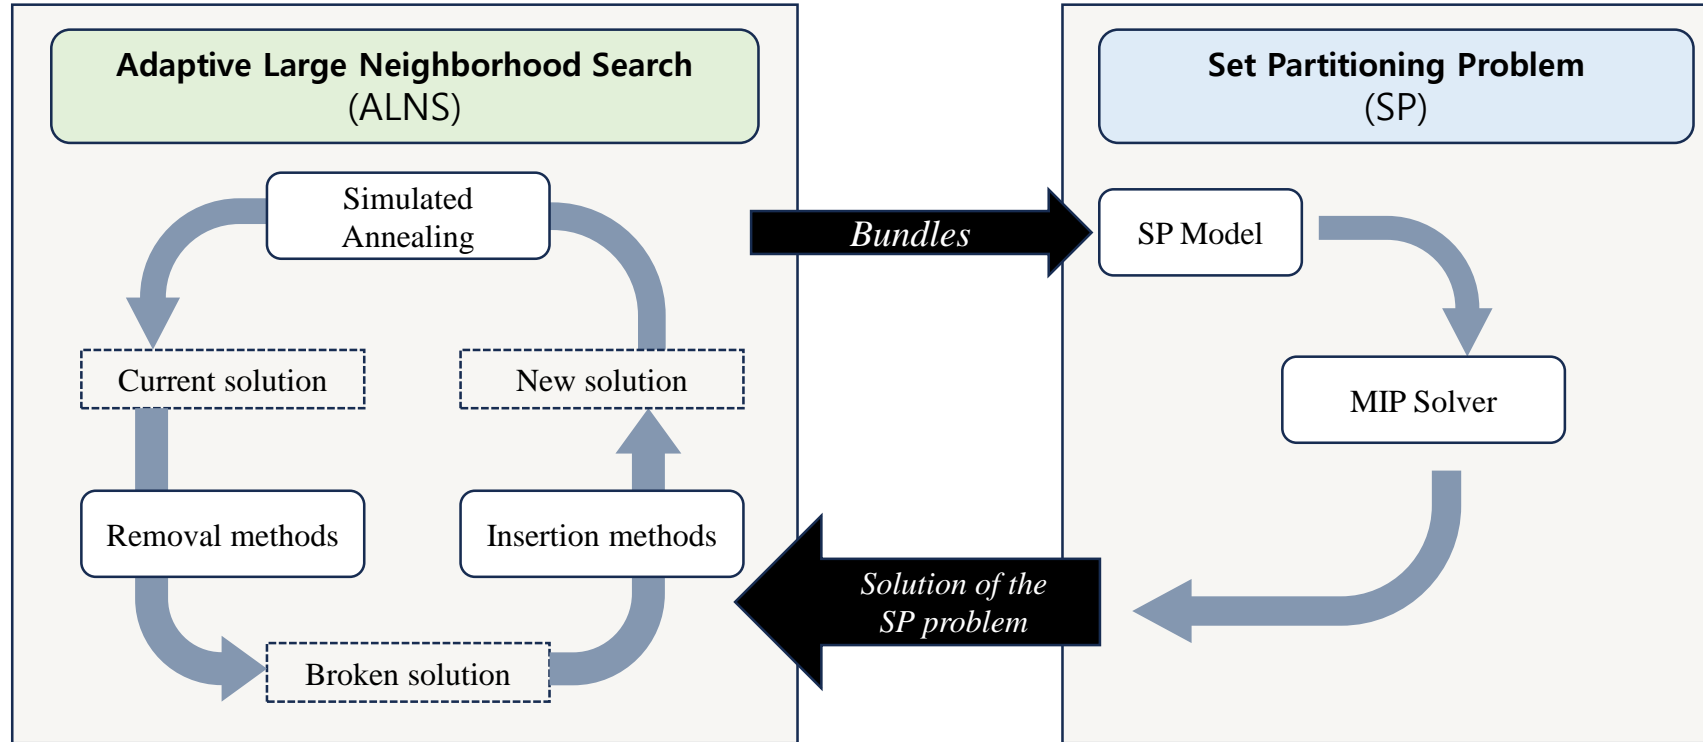 Adaptive Large Neighborhood Search
(ALNS)
Simulated
Annealing
Current solution
New solution
Removal methods
Insertion methods
Broken solution
Bundles
Solution of the
SP problem
Set Partitioning Problem
(SP)
SP Model
MIP Solver